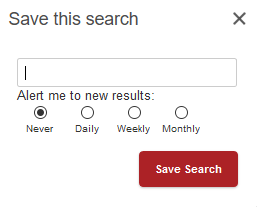 Save this search
Alert me to new results:
Never Daily Weekly Monthly
Save Search